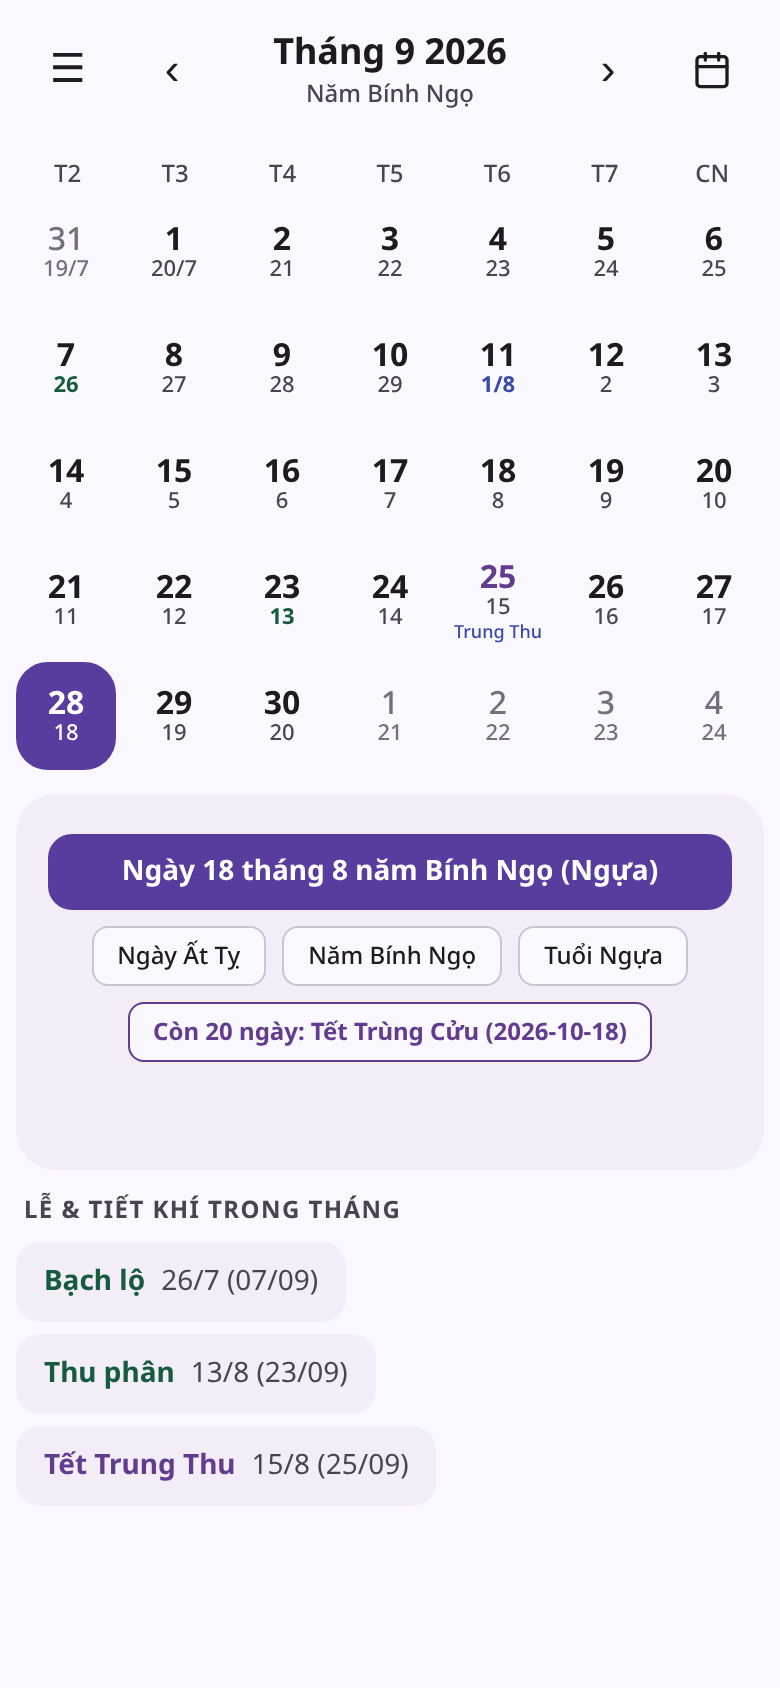 Tháng 9 2026
Năm Bính Ngọ
T2 T3 T4 T5 T6 T7 CN
31 1 2 3 4 5 6
19/7 20/7 21 22 23 24 25
7 8 9 10 11 12 13
26 27 28 29 1/8 2 3
14 15 16 17 18 19 20
4 5 6 7 8 9 10
21 22 23 24 25 26 27
11 12 13 14 15 16 17
Trung Thu
28 29 30 1 2 3 4
18 19 20 21 22 23 24
Ngày 18 tháng 8 năm Bính Ngọ (Ngựa)
Ngày Ất Tỵ Năm Bính Ngọ Tuổi Ngựa
Còn 20 ngày: Tết Trùng Cửu (2026-10-18)
LỄ & TIẾT KHÍ TRONG THÁNG
Bạch lộ 26/7 (07/09)
Thu phân 13/8 (23/09)
Tết Trung Thu 15/8 (25/09)